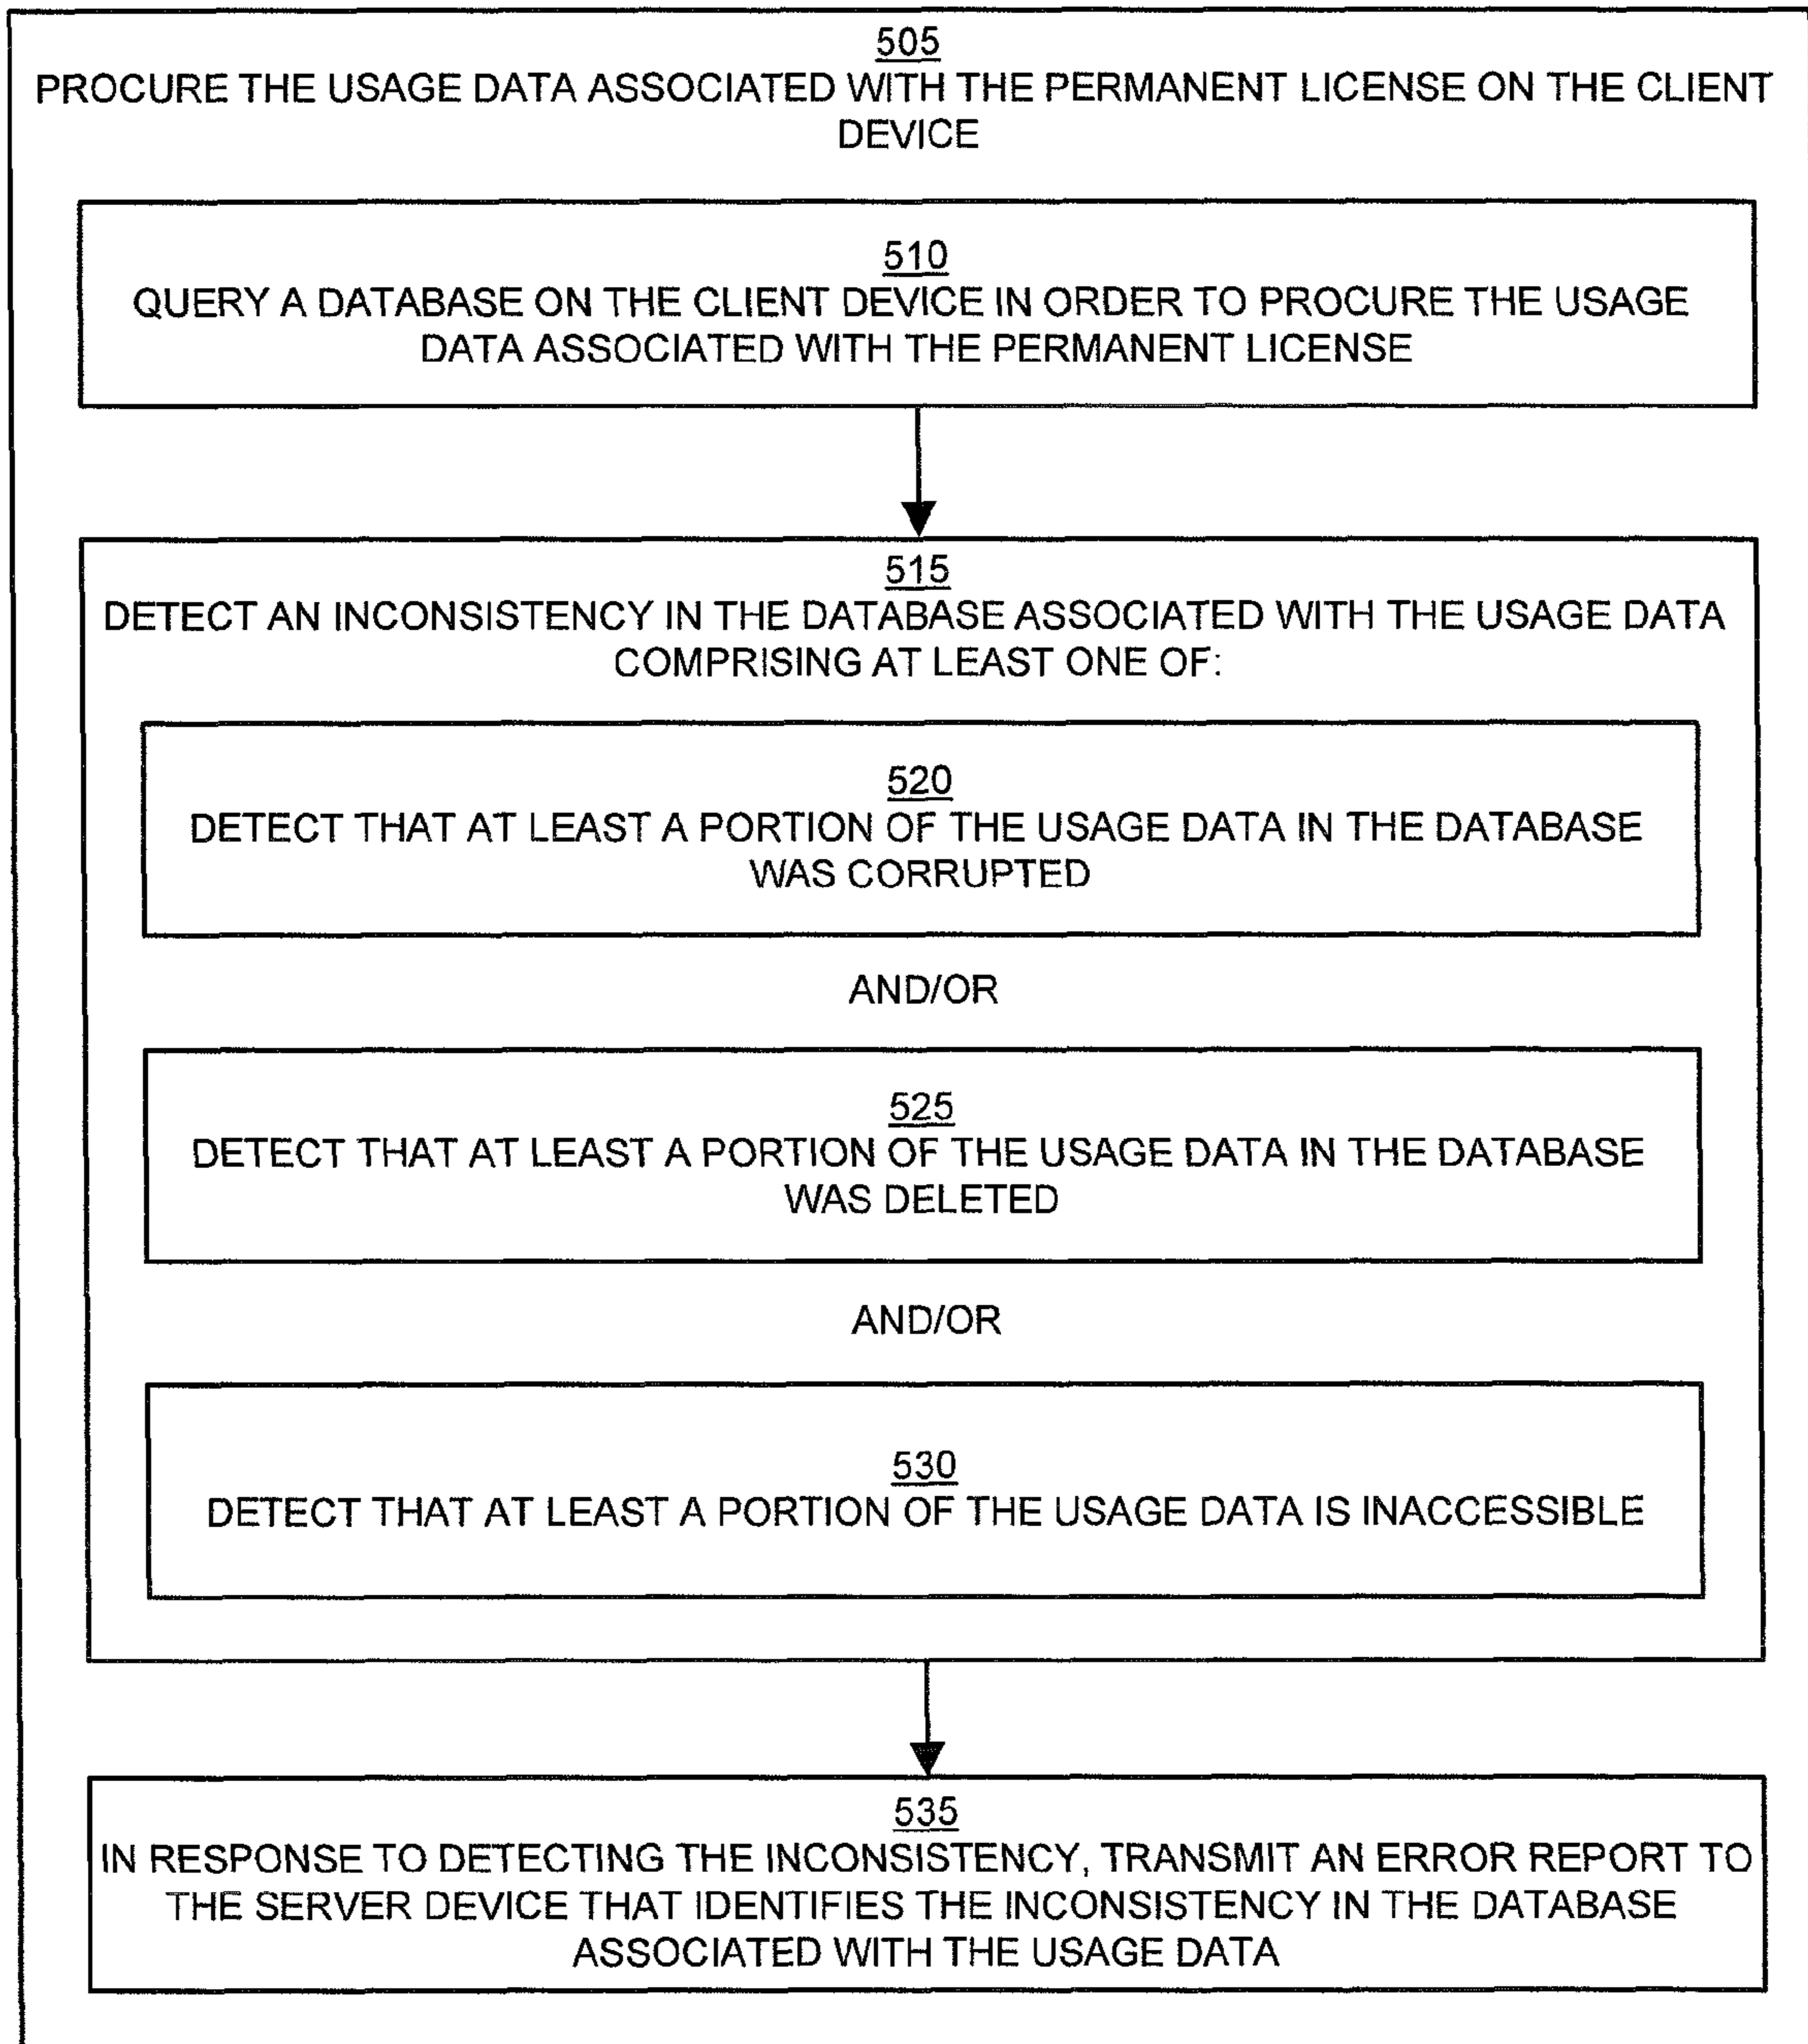 505
PROCURE THE USAGE DATA ASSOCIATED WITH THE PERMANENT LICENSE ON THE CLIENT
DEVICE
510
QUERY A DATABASE ON THE CLIENT DEVICE IN ORDER TO PROCURE THE USAGE
DATA ASSOCIATED WITH THE PERMANENT LICENSE
515
DETECT AN INCONSISTENCY IN THE DATABASE ASSOCIATED WITH THE USAGE DATA
COMPRISING AT LEAST ONE OF:
520
DETECT THAT AT LEAST A PORTION OF THE USAGE DATA IN THE DATABASE
WAS CORRUPTED
AND/OR
525
DETECT THAT AT LEAST A PORTION OF THE USAGE DATA IN THE DATABASE
WAS DELETED
AND/OR
530
DETECT THAT AT LEAST A PORTION OF THE USAGE DATA IS INACCESSIBLE
535
IN RESPONSE TO DETECTING THE INCONSISTENCY, TRANSMIT AN ERROR REPORT TO
THE SERVER DEVICE THAT IDENTIFIES THE INCONSISTENCY IN THE DATABASE
ASSOCIATED WITH THE USAGE DATA